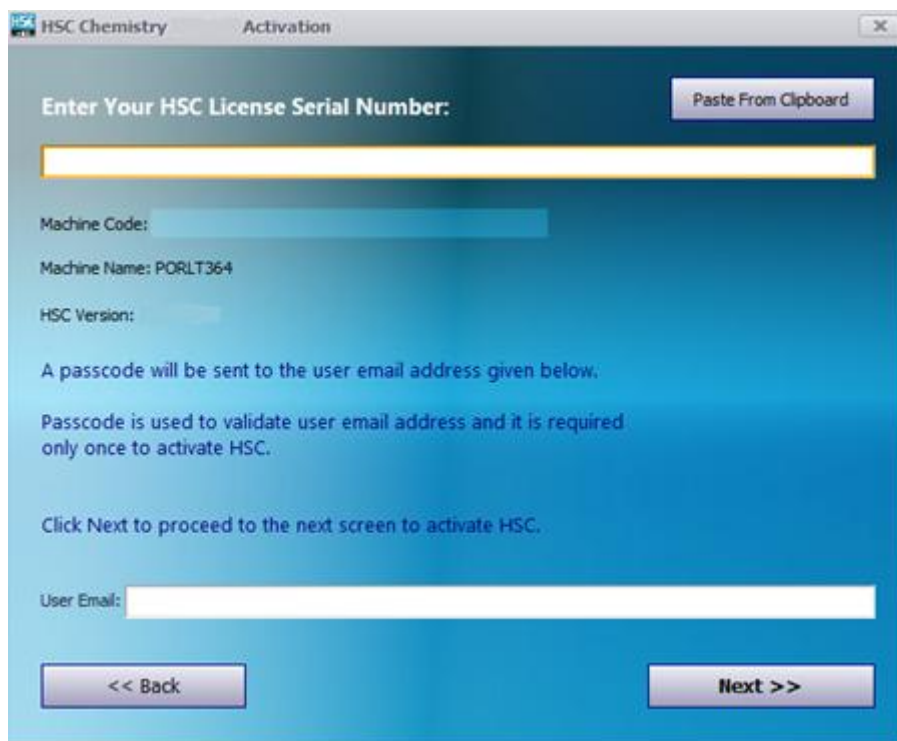 HSC Chemistry Activation
Enter Your HSC License Serial Number:
Paste From Clipboard
Machine Code:
Machine Name: PORLT364
HSC Version:
A passcode will be sent to the user email address given below.
Passcode is used to validate user email address and it is required
only once to activate HSC.
Click Next to proceed to the next screen to activate HSC.
User Email:
<< Back
Next >>